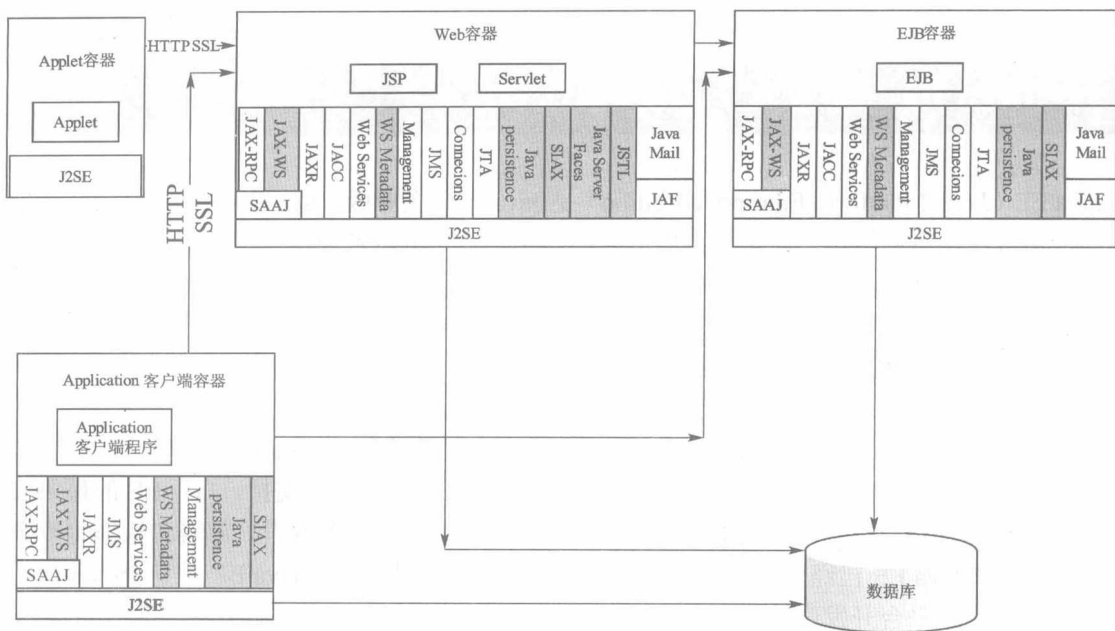 Applet容器
Applet
J2SE
HTTP SSL
HTTP
SSL
Web容器
JSP
Servlet
JAX-RPC
JAX-WS
SAAJ
JAXR
JACC
Web Services
WS Metadata
Management
JMS
Connecions
JTA
Java
persistence
SIAX
Java Server
Faces
JSTL
Java
Mail
JAF
J2SE
EJB容器
EJB
JAX-RPC
JAX-WS
SAAJ
JAXR
JACC
Web Services
WS Metadata
Management
JMS
Connecions
JTA
Java
persistence
SIAX
Java
Mail
JAF
J2SE
Application 客户端容器
Application
客户端程序
JAX-RPC
JAX-WS
SAAJ
JAXR
JMS
Web Services
WS Metadata
Management
Java
persistence
SIAX
J2SE
数据库